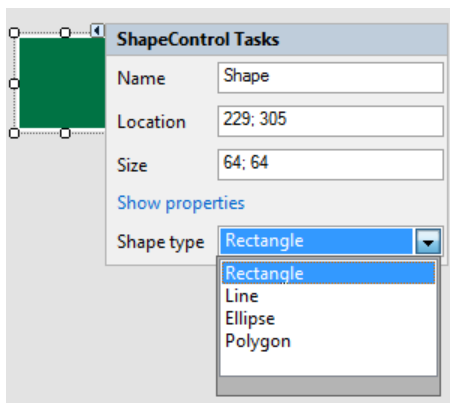 ShapeControl Tasks
Name Shape
Location 229; 305
Size 64; 64
Show properties
Shape type Rectangle
Rectangle
Line
Ellipse
Polygon